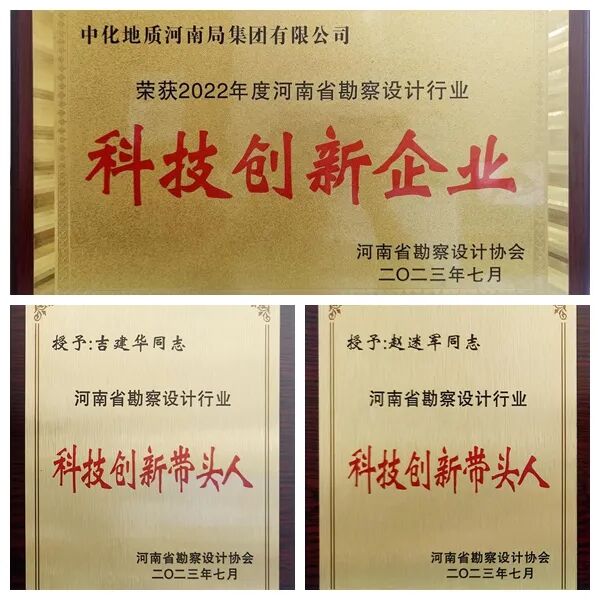 中化地质河南局集团有限公司
荣获2022年度河南省勘察设计行业
科技创新企业
河南省勘察设计协会
二〇二三年七月
授予:吉建华同志
河南省勘察设计行业
科技创新带头人
河南省勘察设计协会
二〇二三年七月
授予:赵迷军同志
河南省勘察设计行业
科技创新带头人
河南省勘察设计协会
二〇二三年七月